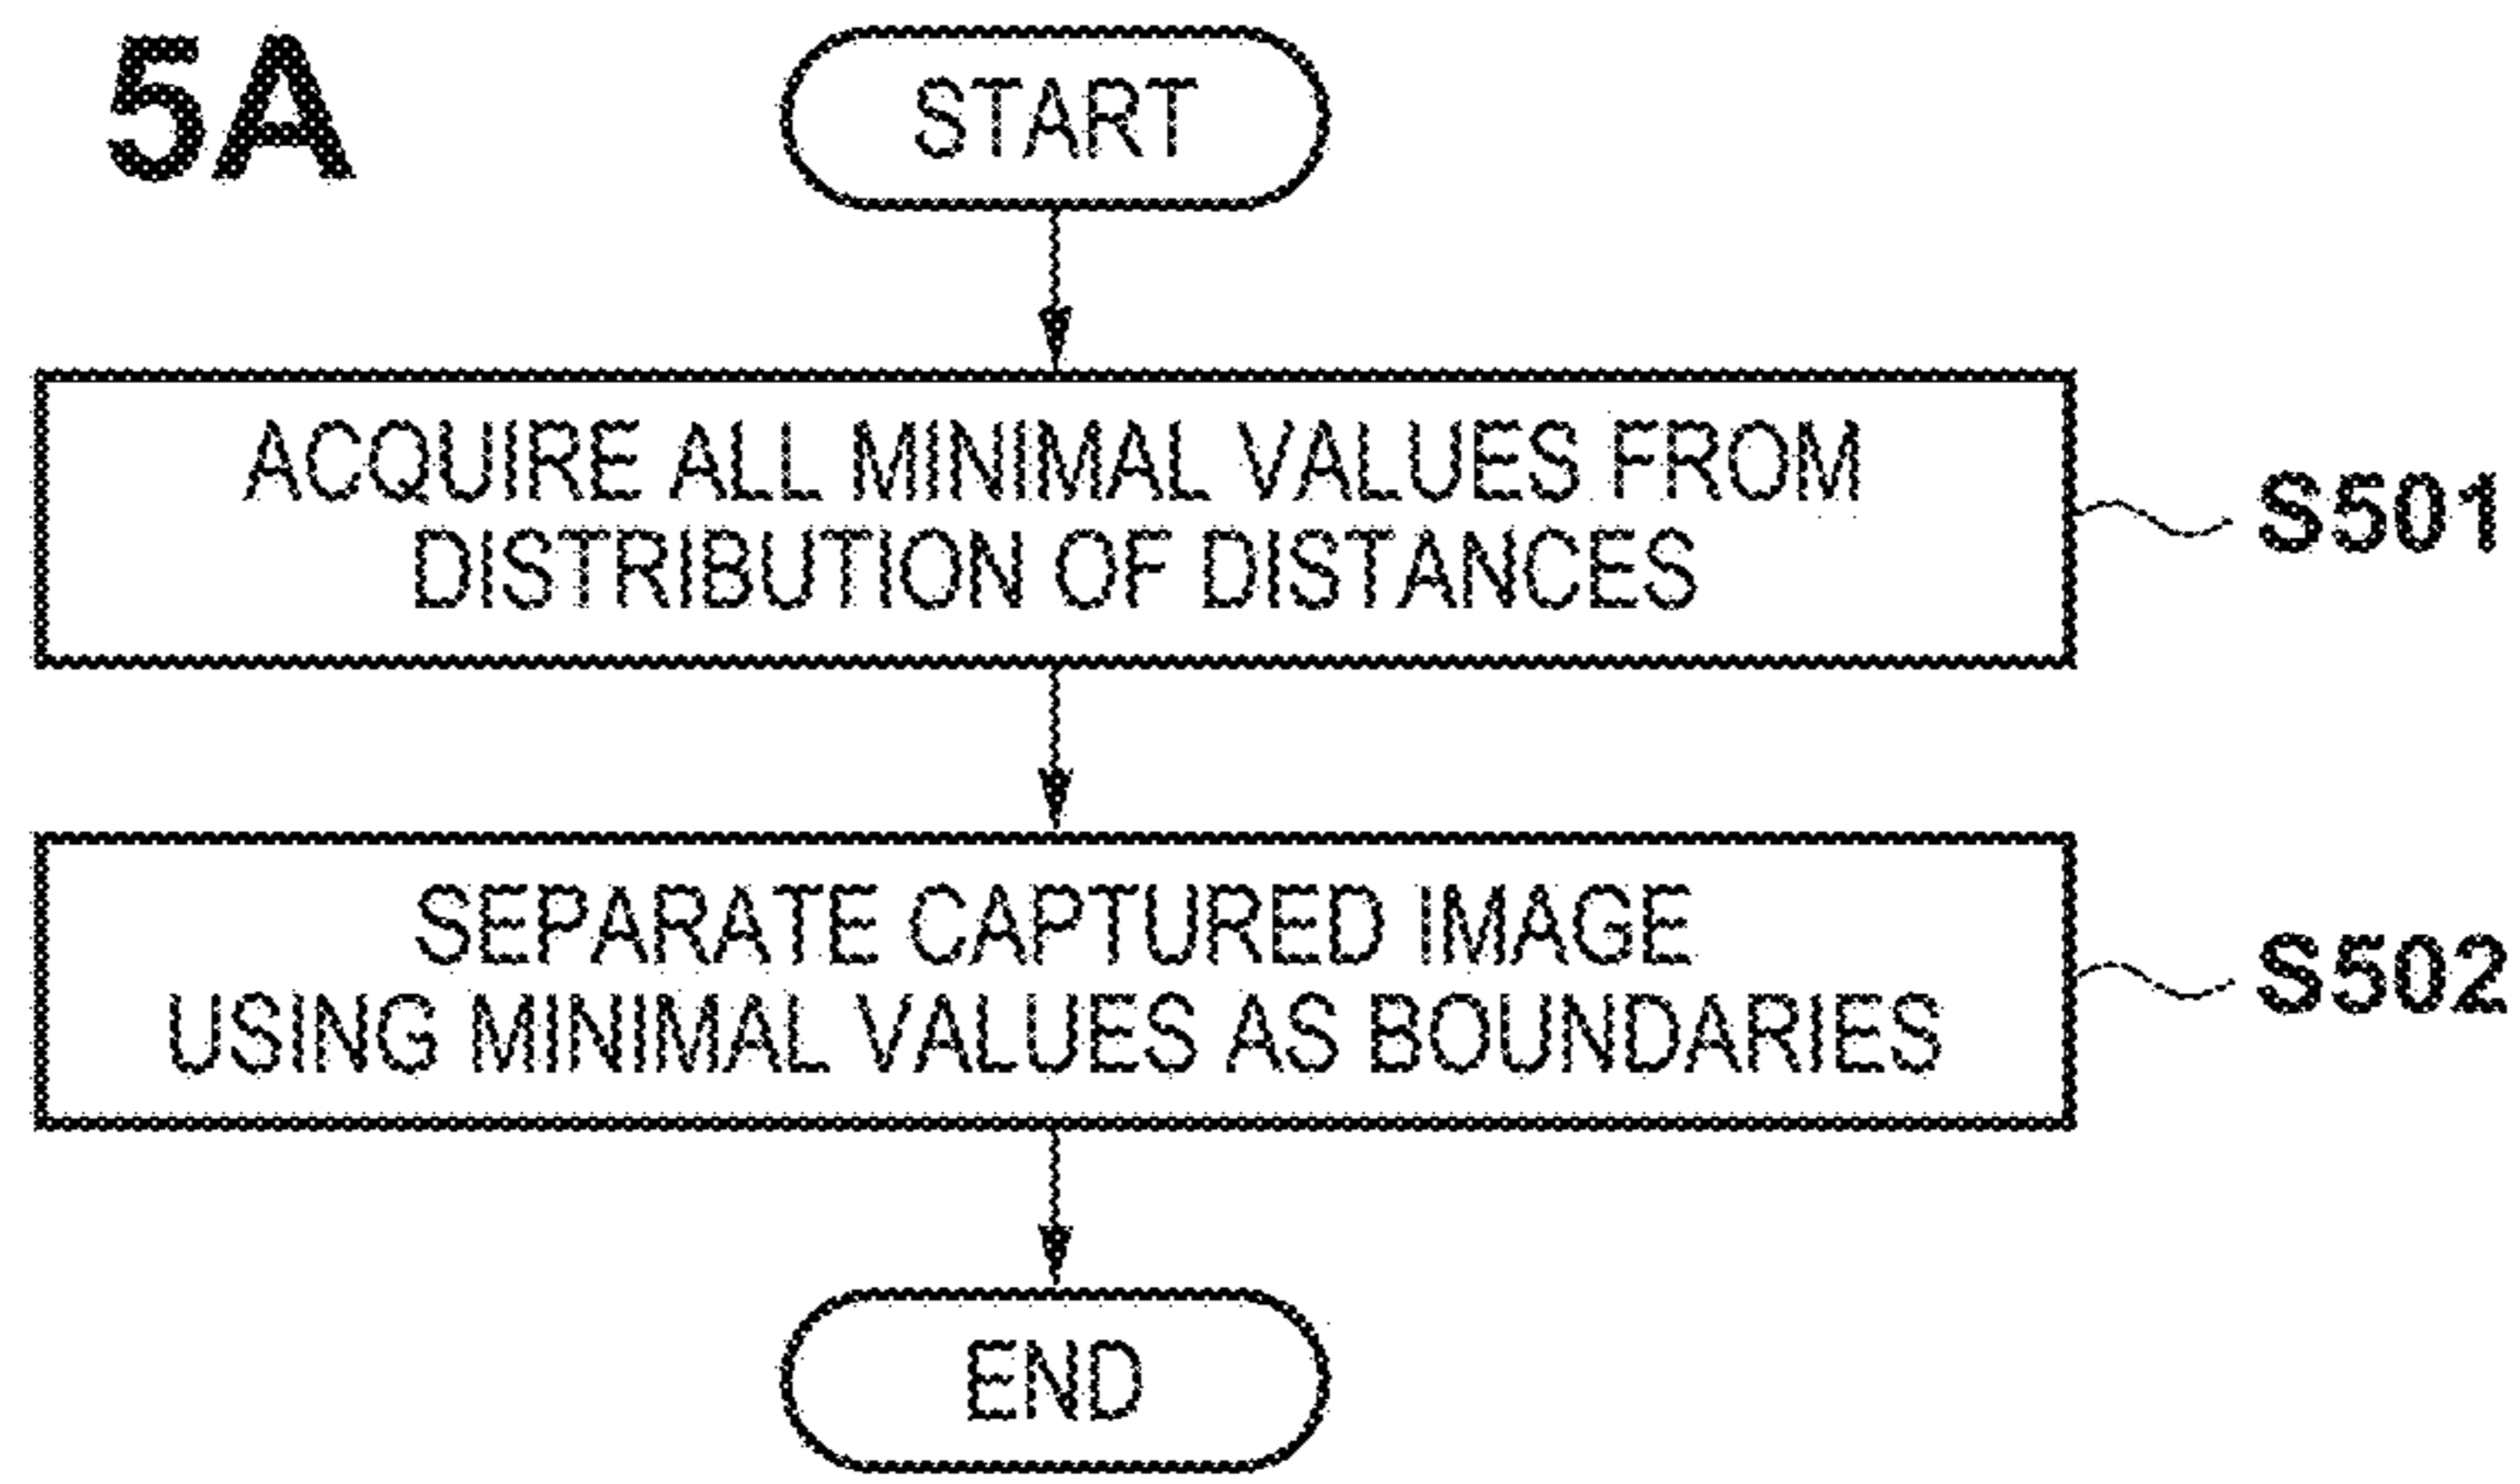 5A
START
ACQUIRE ALL MINIMAL VALUES FROM
DISTRIBUTION OF DISTANCES
S501
SEPARATE CAPTURED IMAGE
USING MINIMAL VALUES AS BOUNDARIES
S502
END